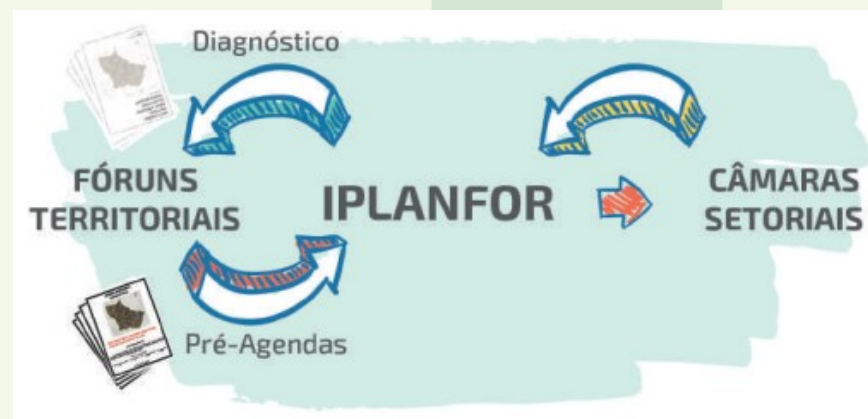 Diagnóstico
FÓRUNS
TERRITORIAIS
IPLANFOR
CÂMARAS
SETORIAIS
Pré-Agendas